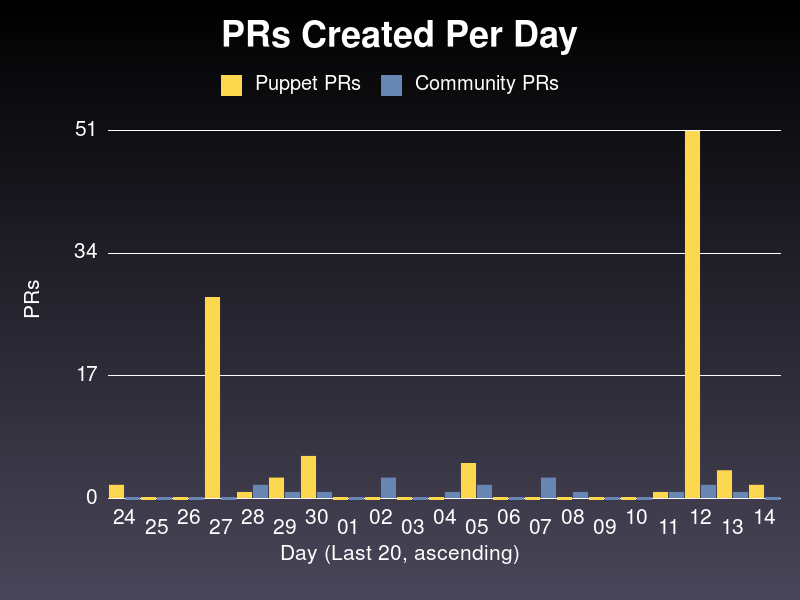 PRs Created Per Day
Puppet PRs Community PRs
51
34
17
0
PRs
24 25 26 27 28 29 30 01 02 03 04 05 06 07 08 09 10 11 12 13 14
Day (Last 20, ascending)